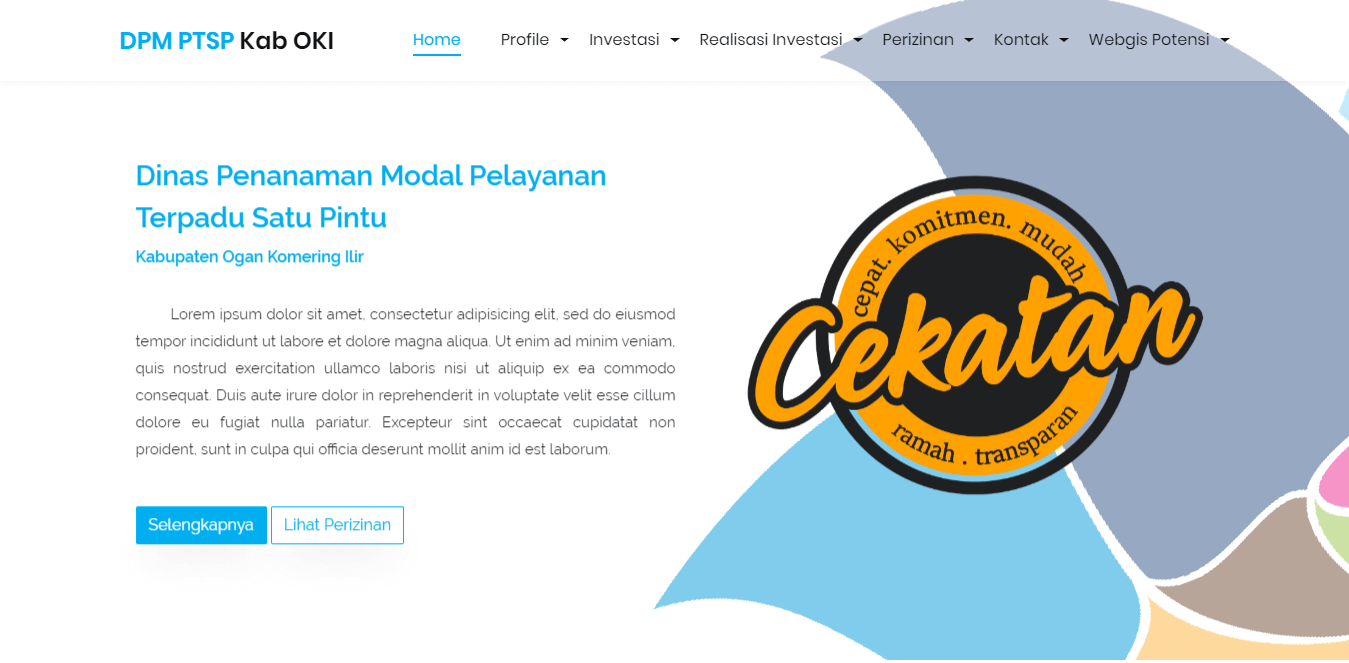 DPM PTSP Kab OKI
Home Profile Investasi Realisasi Investasi Perizinan Kontak Webgis Potensi
Dinas Penanaman Modal Pelayanan
Terpadu Satu Pintu
Kabupaten Ogan Komering Ilir
Lorem ipsum dolor sit amet, consectetur adipisicing elit, sed do eiusmod
tempor incididunt ut labore et dolore magna aliqua. Ut enim ad minim veniam,
quis nostrud exercitation ullamco laboris nisi ut aliquip ex ea commodo
consequat. Duis aute irure dolor in reprehenderit in voluptate velit esse cillum
dolore eu fugiat nulla pariatur. Excepteur sint occaecat cupidatat non
proident, sunt in culpa qui officia deserunt mollit anim id est laborum.
Selengkapnya Lihat Perizinan
cepat. komitmen. mudah
Cekatan
ramah . transparan